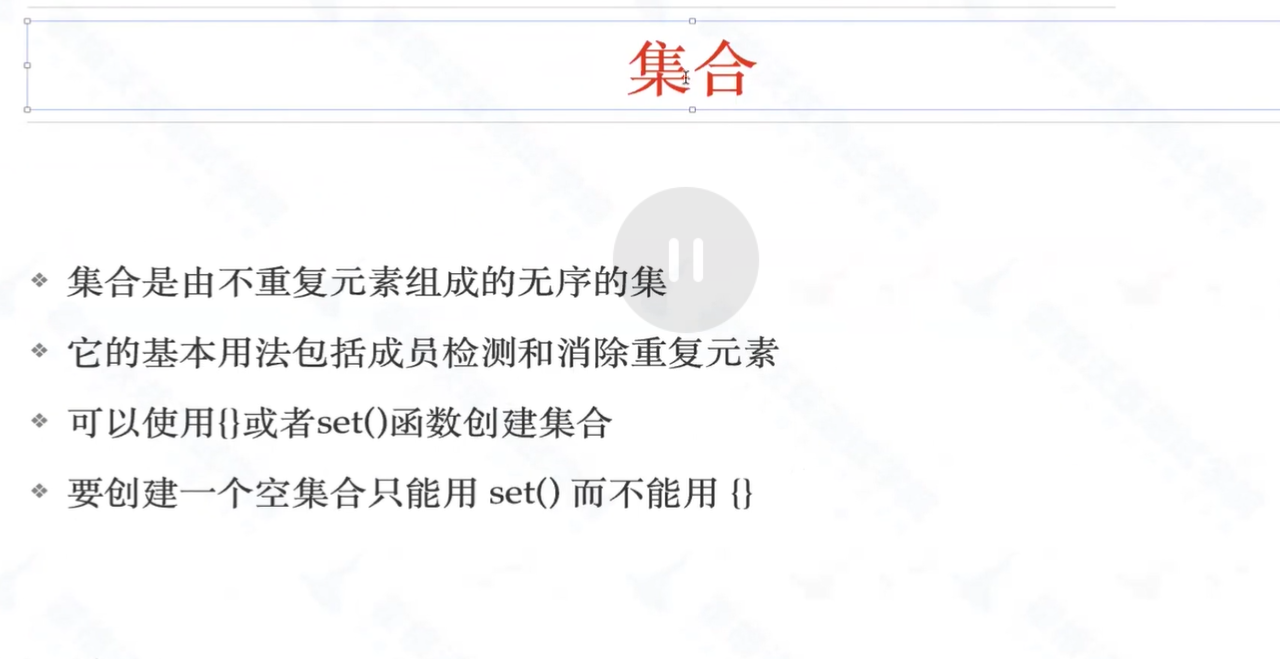 集合
集合是由不重复元素组成的无序的集
它的基本用法包括成员检测和消除重复元素
可以使用{}或者set()函数创建集合
要创建一个空集合只能用 set() 而不能用 {}